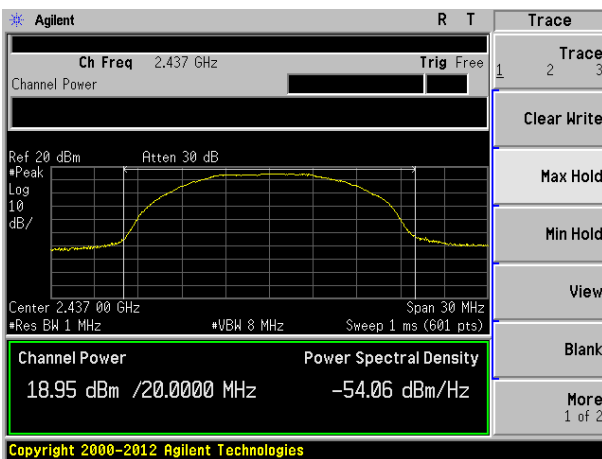 Agilent R T Trace
Ch Freq 2.437 GHz Trig Free
Channel Power
Trace
1 2 3
Clear Write
Max Hold
Min Hold
View
Blank
More
1 of 2
Ref 20 dBm Atten 30 dB
#Peak
Log
10
dB/
Center 2.437 00 GHz Span 30 MHz
#Res BW 1 MHz #VBW 8 MHz Sweep 1 ms (601 pts)
Channel Power Power Spectral Density
18.95 dBm /20.0000 MHz -54.06 dBm/Hz
Copyright 2000-2012 Agilent Technologies